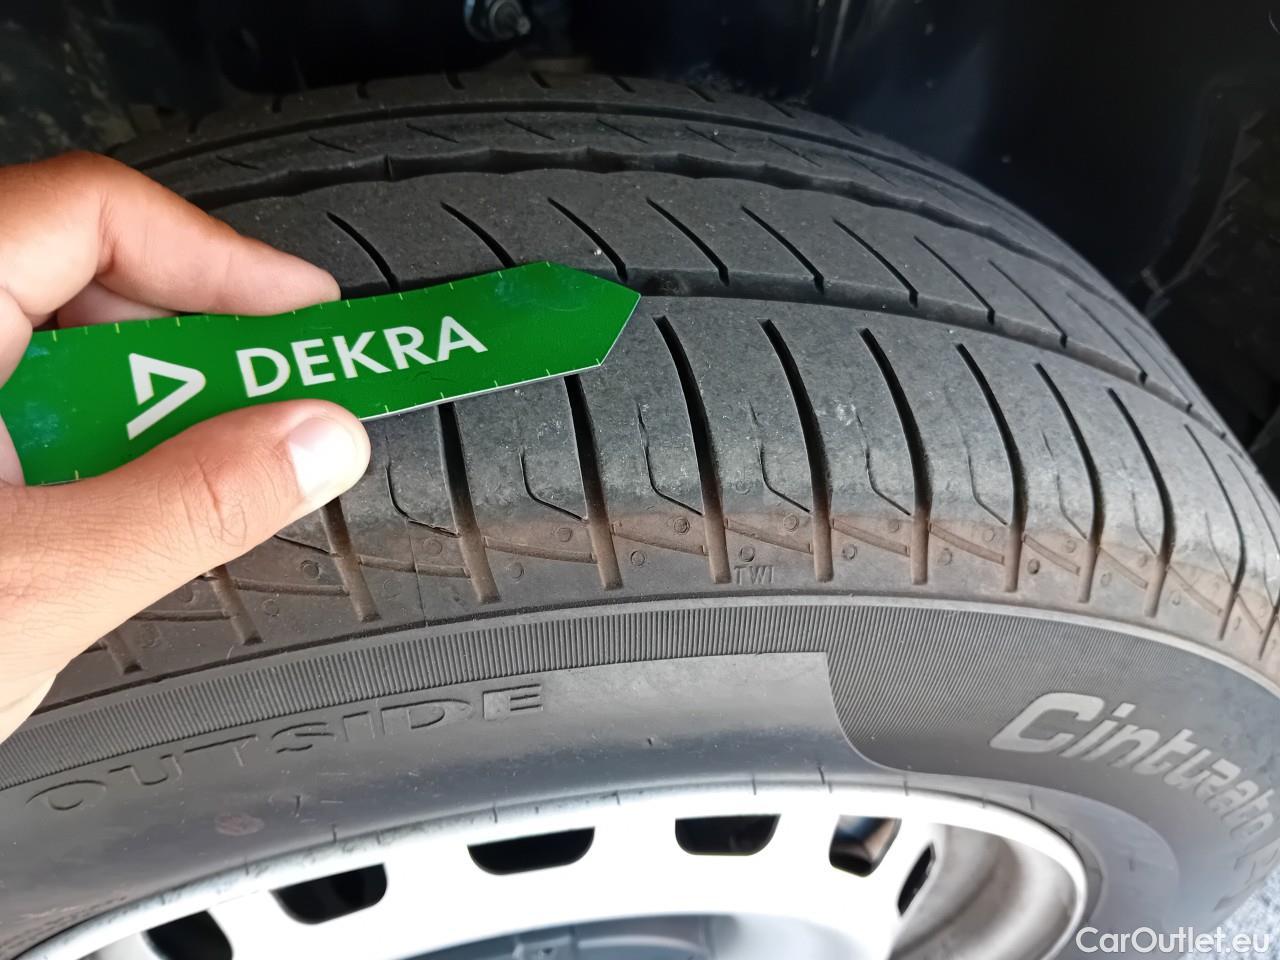 DEKRA
TWI
OUTSIDE
Cinturato
CarOutlet.eu